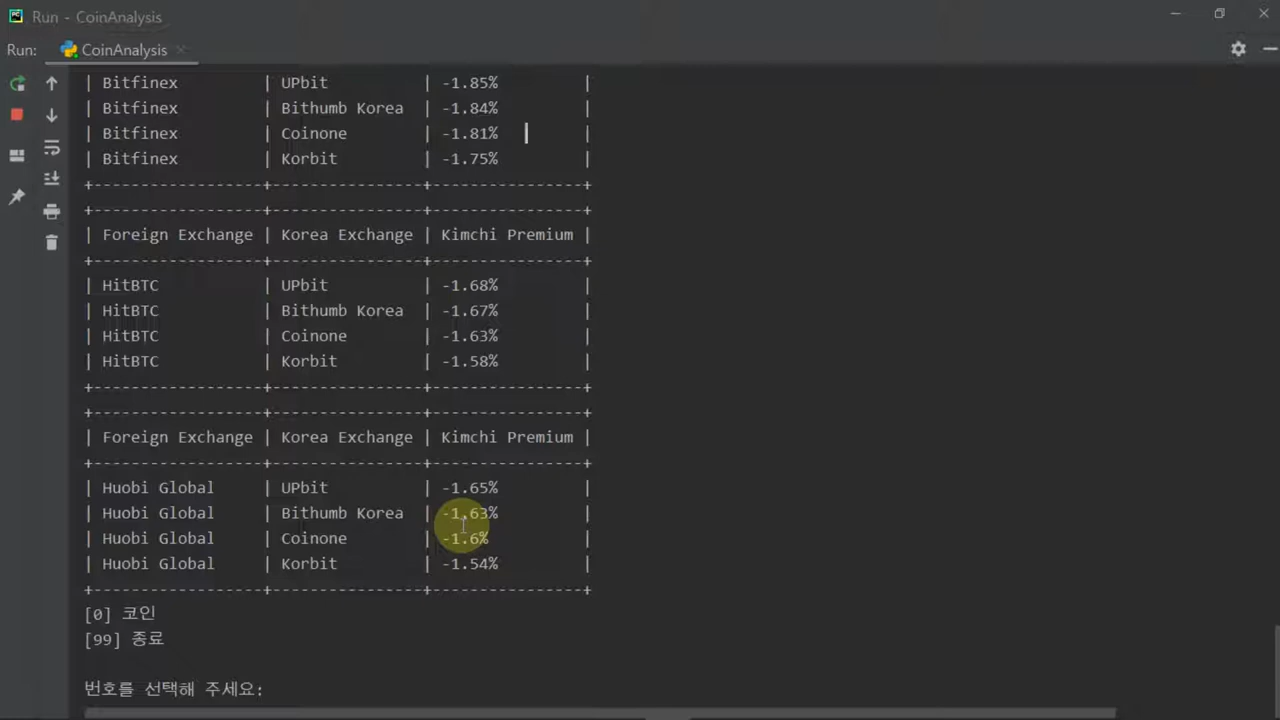 Run - CoinAnalysis
Run: CoinAnalysis
| Bitfinex | UPbit | -1.85% |
| Bitfinex | Bithumb Korea | -1.84% |
| Bitfinex | Coinone | -1.81% |
| Bitfinex | Korbit | -1.75% |
+-------------------+----------------+----------------+
+-------------------+----------------+----------------+
| Foreign Exchange | Korea Exchange | Kimchi Premium |
+-------------------+----------------+----------------+
| HitBTC | UPbit | -1.68% |
| HitBTC | Bithumb Korea | -1.67% |
| HitBTC | Coinone | -1.63% |
| HitBTC | Korbit | -1.58% |
+-------------------+----------------+----------------+
+-------------------+----------------+----------------+
| Foreign Exchange | Korea Exchange | Kimchi Premium |
+-------------------+----------------+----------------+
| Huobi Global | UPbit | -1.65% |
| Huobi Global | Bithumb Korea | -1.63% |
| Huobi Global | Coinone | -1.6% |
| Huobi Global | Korbit | -1.54% |
+-------------------+----------------+----------------+
[0] 코인
[99] 종료
번호를 선택해 주세요: